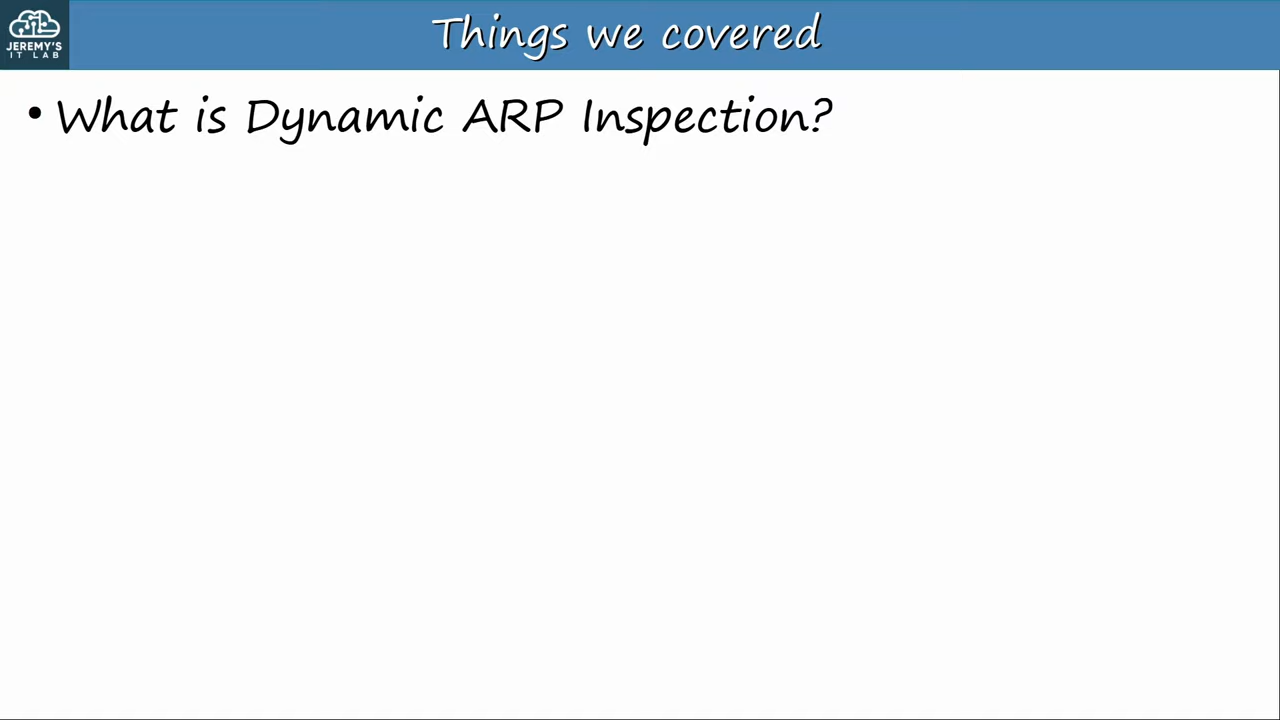 JEREMY'S
IT LAB
Things we covered
• What is Dynamic ARP Inspection?